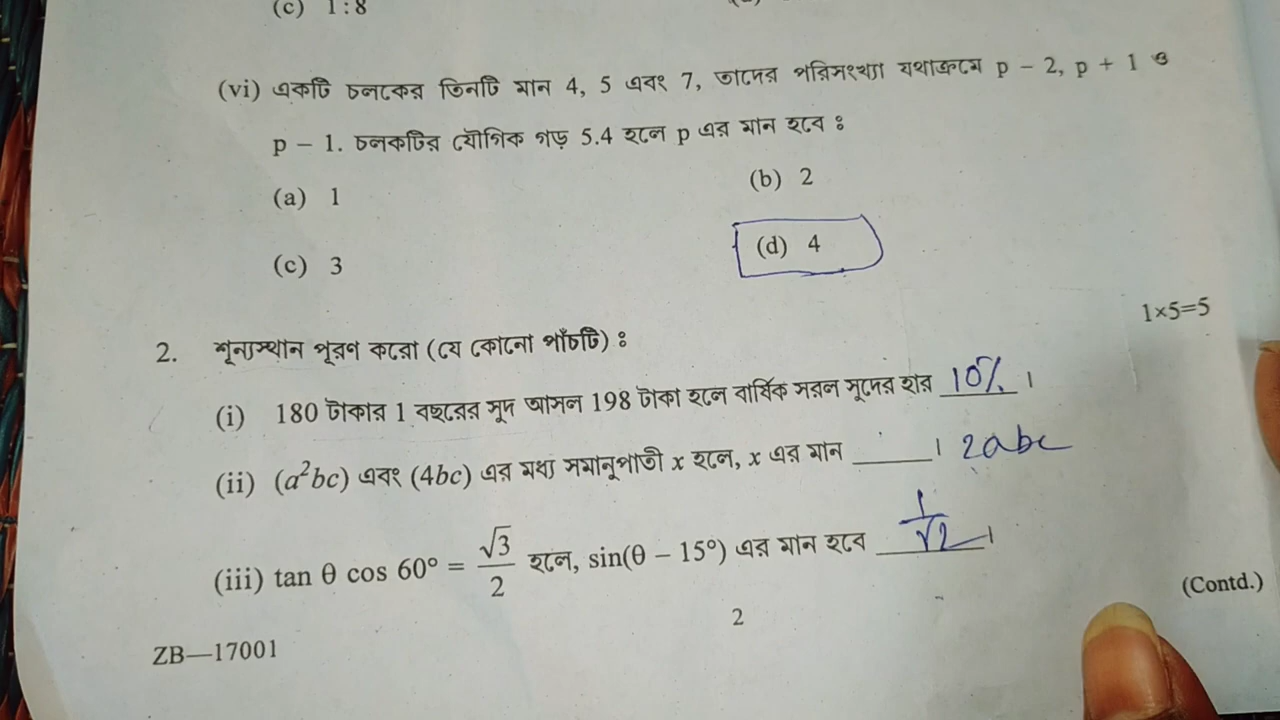 (c) 1 : 8
(vi) একটি চলকের তিনটি মান 4, 5 এবং 7, তাদের পরিসংখ্যা যথাক্রমে p − 2, p + 1 ও
p − 1. চলকটির যৌগিক গড় 5.4 হলে p এর মান হবে ঃ
(a) 1 (b) 2
(c) 3 (d) 4
1×5=5
2. শূন্যস্থান পূরণ করো (যে কোনো পাঁচটি) ঃ
(i) 180 টাকার 1 বছরের সুদ আসল 198 টাকা হলে বার্ষিক সরল সুদের হার 10% ।
(ii) (a²bc) এবং (4bc) এর মধ্য সমানুপাতী x হলে, x এর মান _____। 2abc
(iii) tan θ cos 60° = √3/2 হলে, sin(θ − 15°) এর মান হবে 1/√2 ।
(Contd.)
2
ZB—17001